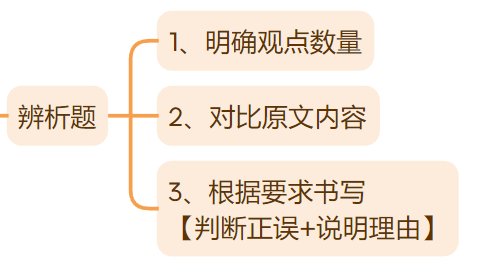 1、明确观点数量
辨析题
2、对比原文内容
3、根据要求书写
【判断正误+说明理由】